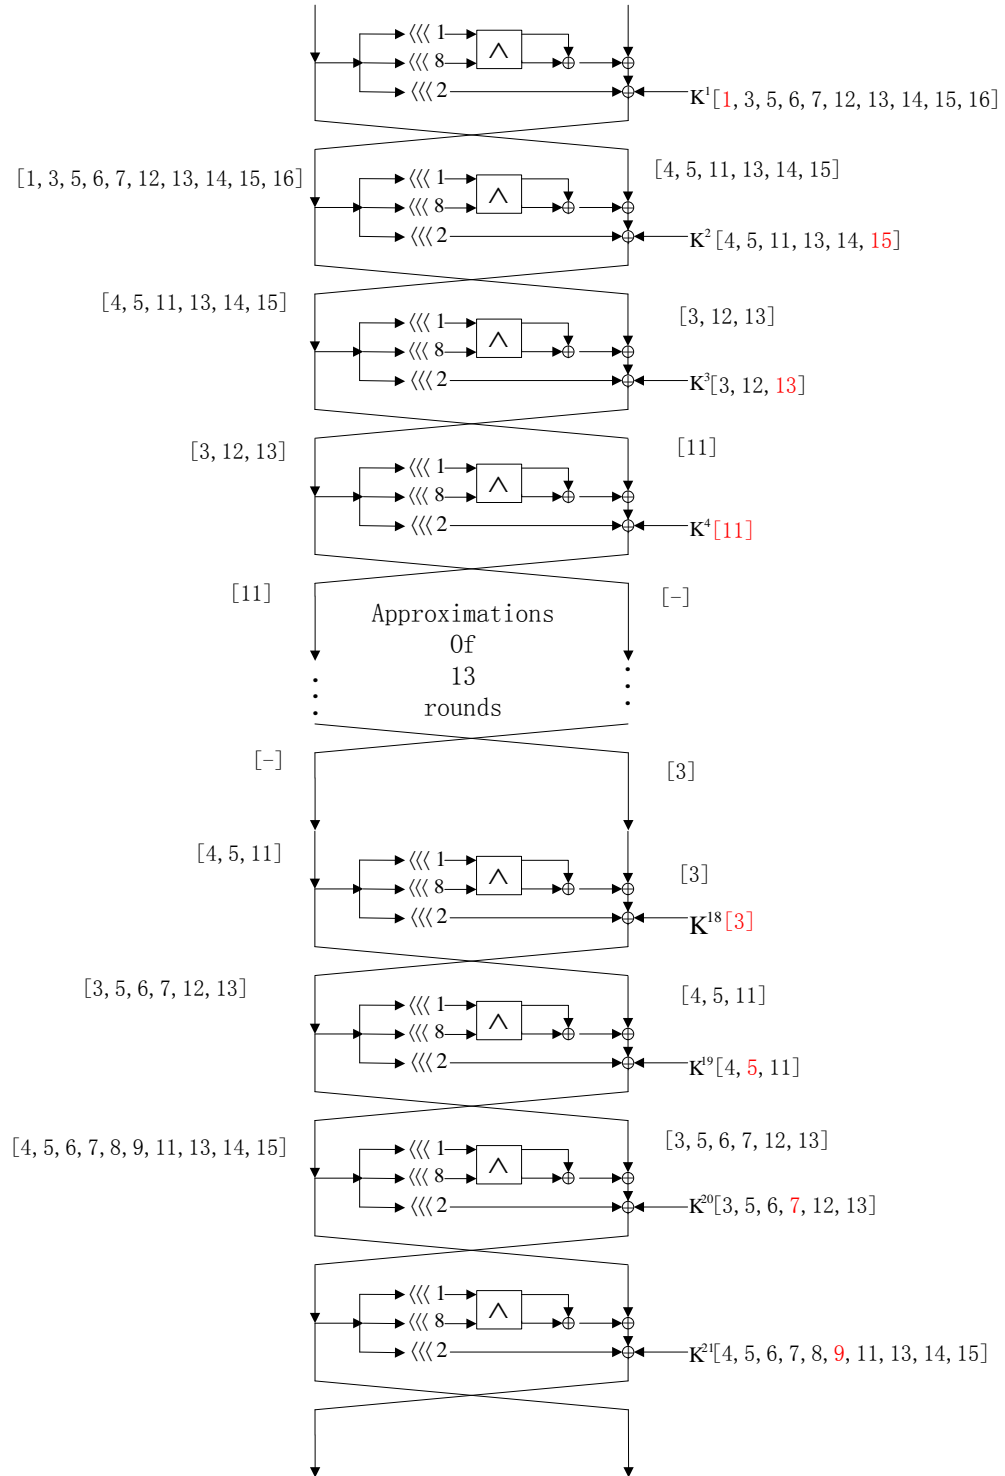 ⟨⟨⟨ 1
∧
⟨⟨⟨ 8
⟨⟨⟨ 2
K¹[1, 3, 5, 6, 7, 12, 13, 14, 15, 16]
[1, 3, 5, 6, 7, 12, 13, 14, 15, 16]
[4, 5, 11, 13, 14, 15]
⟨⟨⟨ 1
∧
⟨⟨⟨ 8
⟨⟨⟨ 2
K² [4, 5, 11, 13, 14, 15]
[4, 5, 11, 13, 14, 15]
[3, 12, 13]
⟨⟨⟨ 1
∧
⟨⟨⟨ 8
⟨⟨⟨ 2
K³[3, 12, 13]
[3, 12, 13]
[11]
⟨⟨⟨ 1
∧
⟨⟨⟨ 8
⟨⟨⟨ 2
K⁴[11]
[11]
[-]
Approximations
Of
13
rounds
[-]
[3]
[4, 5, 11]
[3]
⟨⟨⟨ 1
∧
⟨⟨⟨ 8
⟨⟨⟨ 2
K¹⁸[3]
[3, 5, 6, 7, 12, 13]
[4, 5, 11]
⟨⟨⟨ 1
∧
⟨⟨⟨ 8
⟨⟨⟨ 2
K¹⁹[4, 5, 11]
[4, 5, 6, 7, 8, 9, 11, 13, 14, 15]
[3, 5, 6, 7, 12, 13]
⟨⟨⟨ 1
∧
⟨⟨⟨ 8
⟨⟨⟨ 2
K²⁰[3, 5, 6, 7, 12, 13]
⟨⟨⟨ 1
∧
⟨⟨⟨ 8
⟨⟨⟨ 2
K²¹[4, 5, 6, 7, 8, 9, 11, 13, 14, 15]